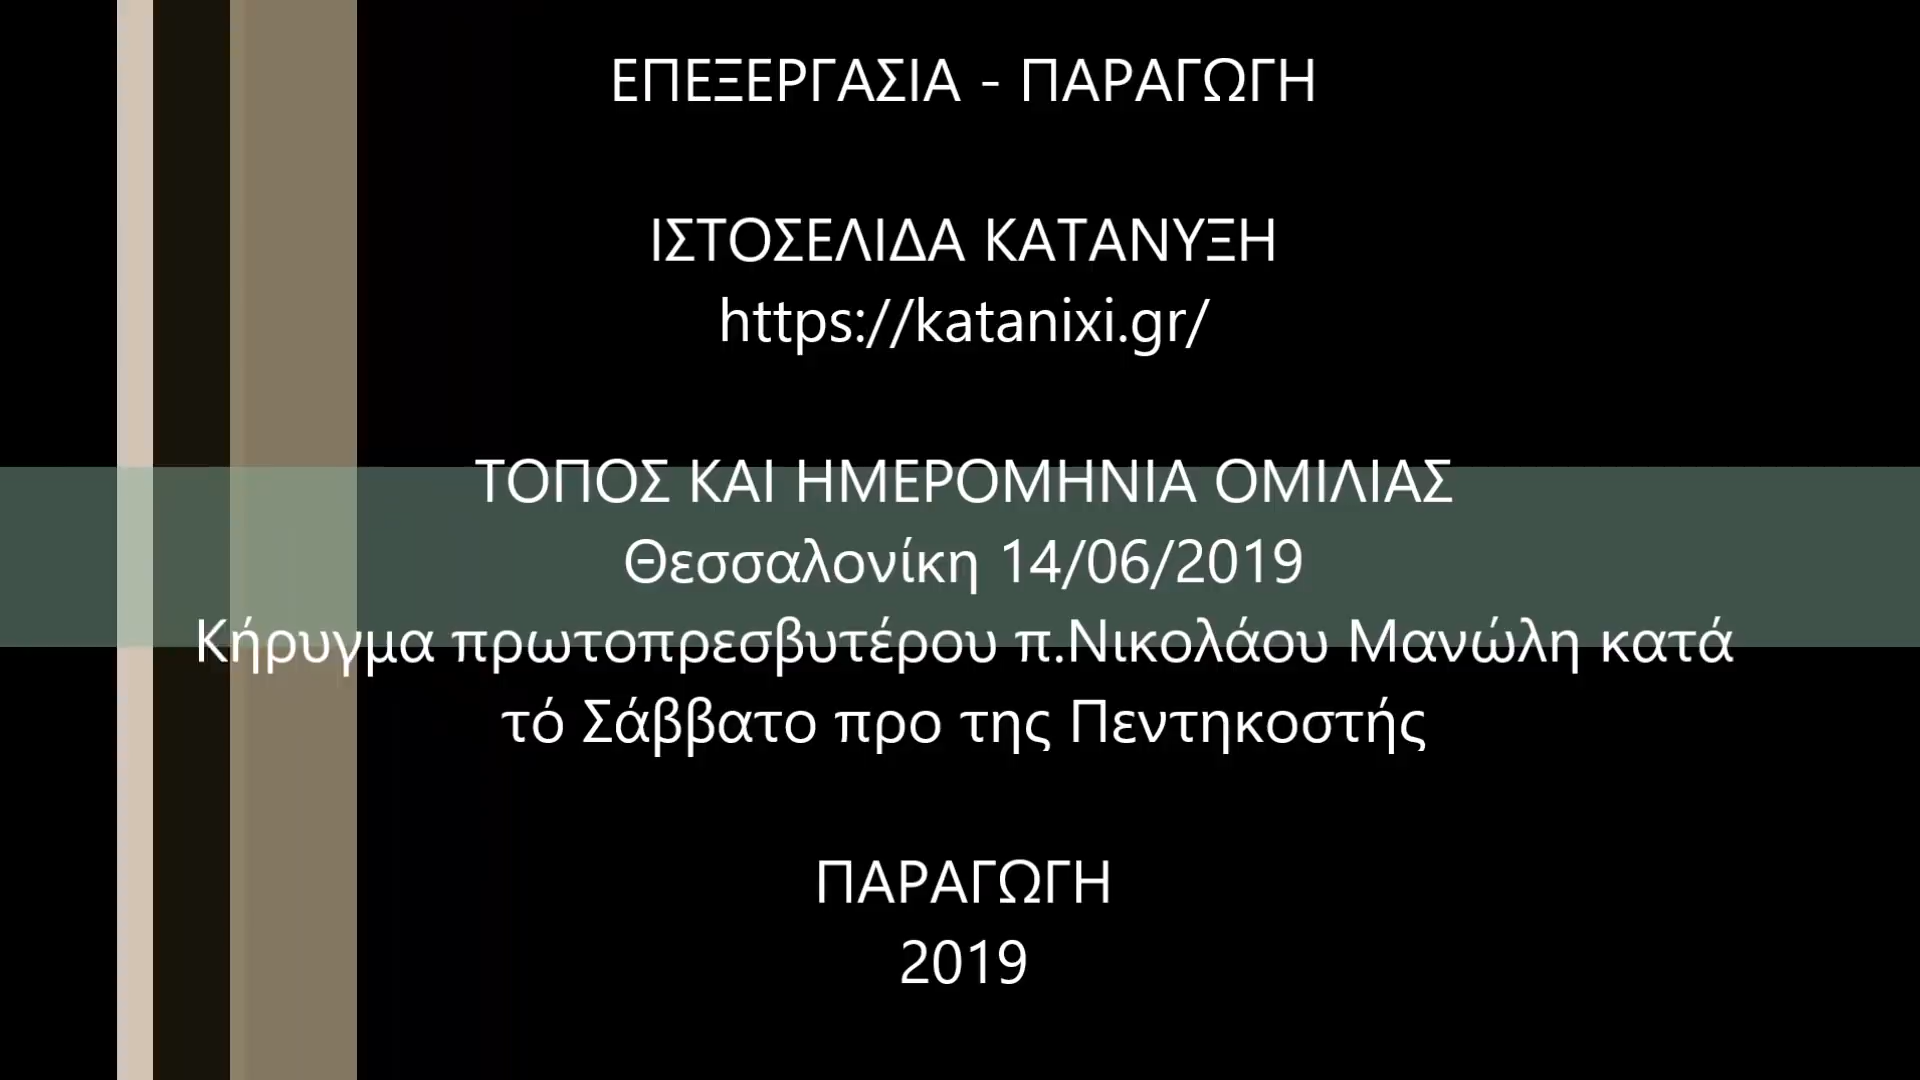 ΕΠΕΞΕΡΓΑΣΙΑ - ΠΑΡΑΓΩΓΗ
ΙΣΤΟΣΕΛΙΔΑ ΚΑΤΑΝΥΞΗ
https://katanixi.gr/
ΤΟΠΟΣ ΚΑΙ ΗΜΕΡΟΜΗΝΙΑ ΟΜΙΛΙΑΣ
Θεσσαλονίκη 14/06/2019
Κήρυγμα πρωτοπρεσβυτέρου π.Νικολάου Μανώλη κατά
τό Σάββατο προ της Πεντηκοστής
ΠΑΡΑΓΩΓΗ
2019